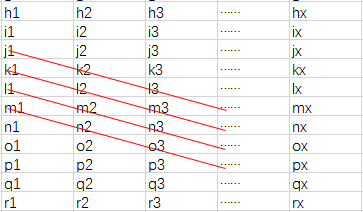 h1 h2 h3 ...... hx
i1 i2 i3 ...... ix
j1 j2 j3 ...... jx
k1 k2 k3 ...... kx
l1 l2 l3 ...... lx
m1 m2 m3 ...... mx
n1 n2 n3 ...... nx
o1 o2 o3 ...... ox
p1 p2 p3 ...... px
q1 q2 q3 ...... qx
r1 r2 r3 ...... rx